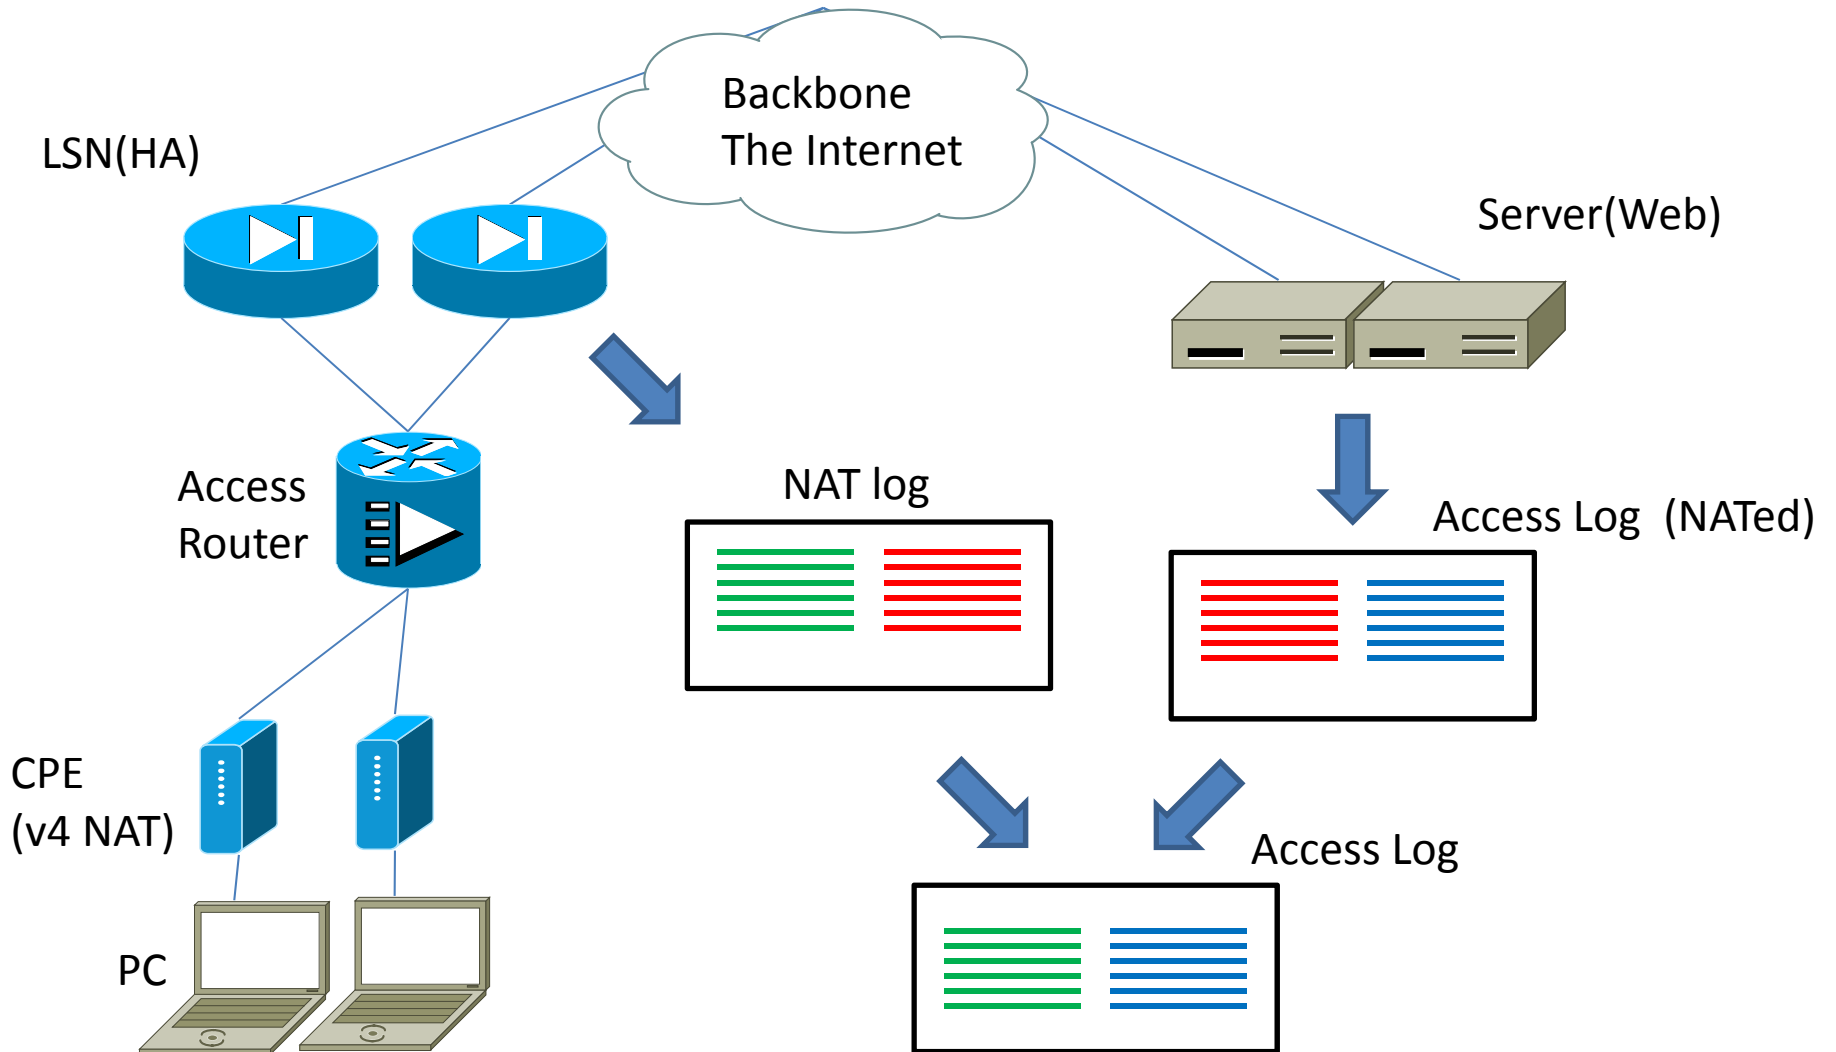 Backbone
The Internet
LSN(HA)
Server(Web)
Access
Router
NAT log
Access Log (NATed)
CPE
(v4 NAT)
Access Log
PC